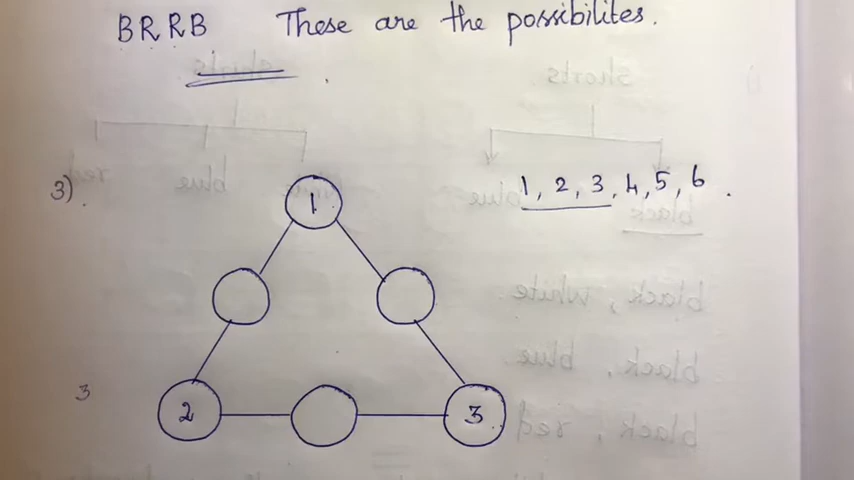 BRRB These are the possibilites.
3). 1, 2, 3, 4, 5, 6 .
1
3
2 3